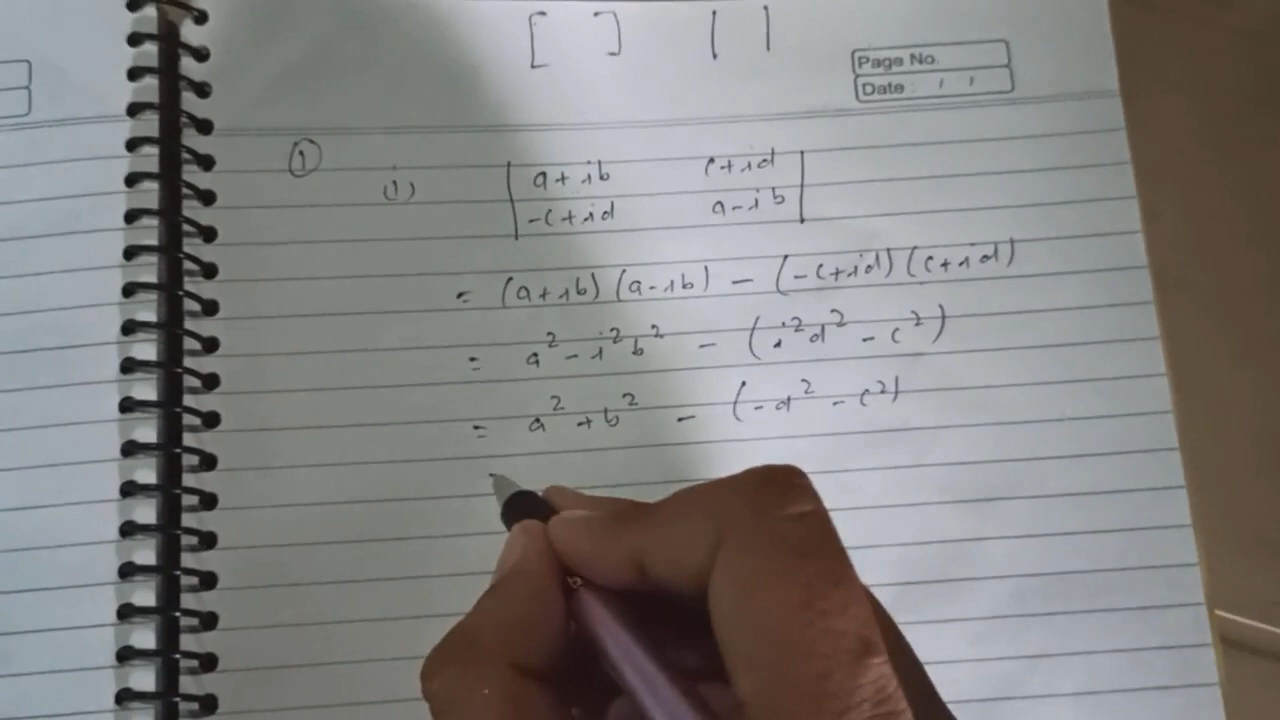 [ ] | |
Page No.
Date : / /
①
(i) | a+ib c+id |
| -c+id a-ib |
= (a+ib) (a-ib) - (-c+id) (c+id)
= a² - i²b² - (i²d² - c²)
= a² + b² - (-d² - c²)